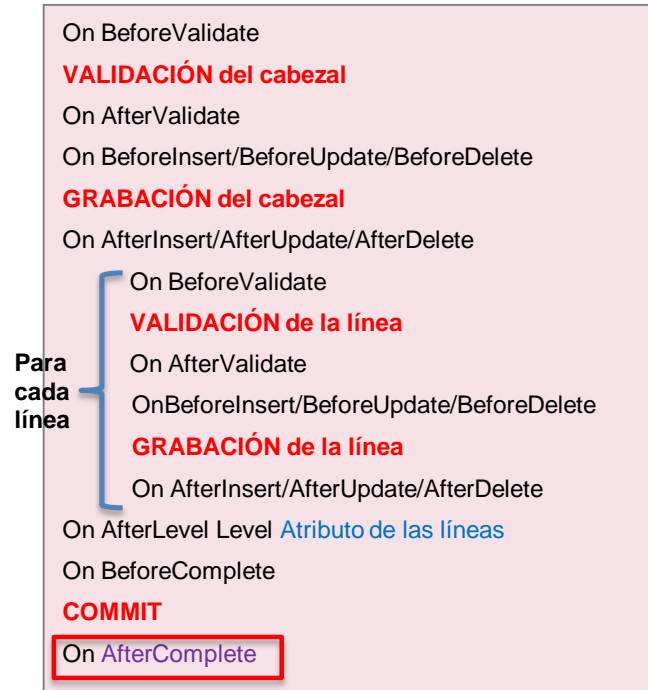 On BeforeValidate
VALIDACIÓN del cabezal
On AfterValidate
On BeforeInsert/BeforeUpdate/BeforeDelete
GRABACIÓN del cabezal
On AfterInsert/AfterUpdate/AfterDelete
Para
cada
línea
On BeforeValidate
VALIDACIÓN de la línea
On AfterValidate
OnBeforeInsert/BeforeUpdate/BeforeDelete
GRABACIÓN de la línea
On AfterInsert/AfterUpdate/AfterDelete
On AfterLevel Level Atributo de las líneas
On BeforeComplete
COMMIT
On AfterComplete